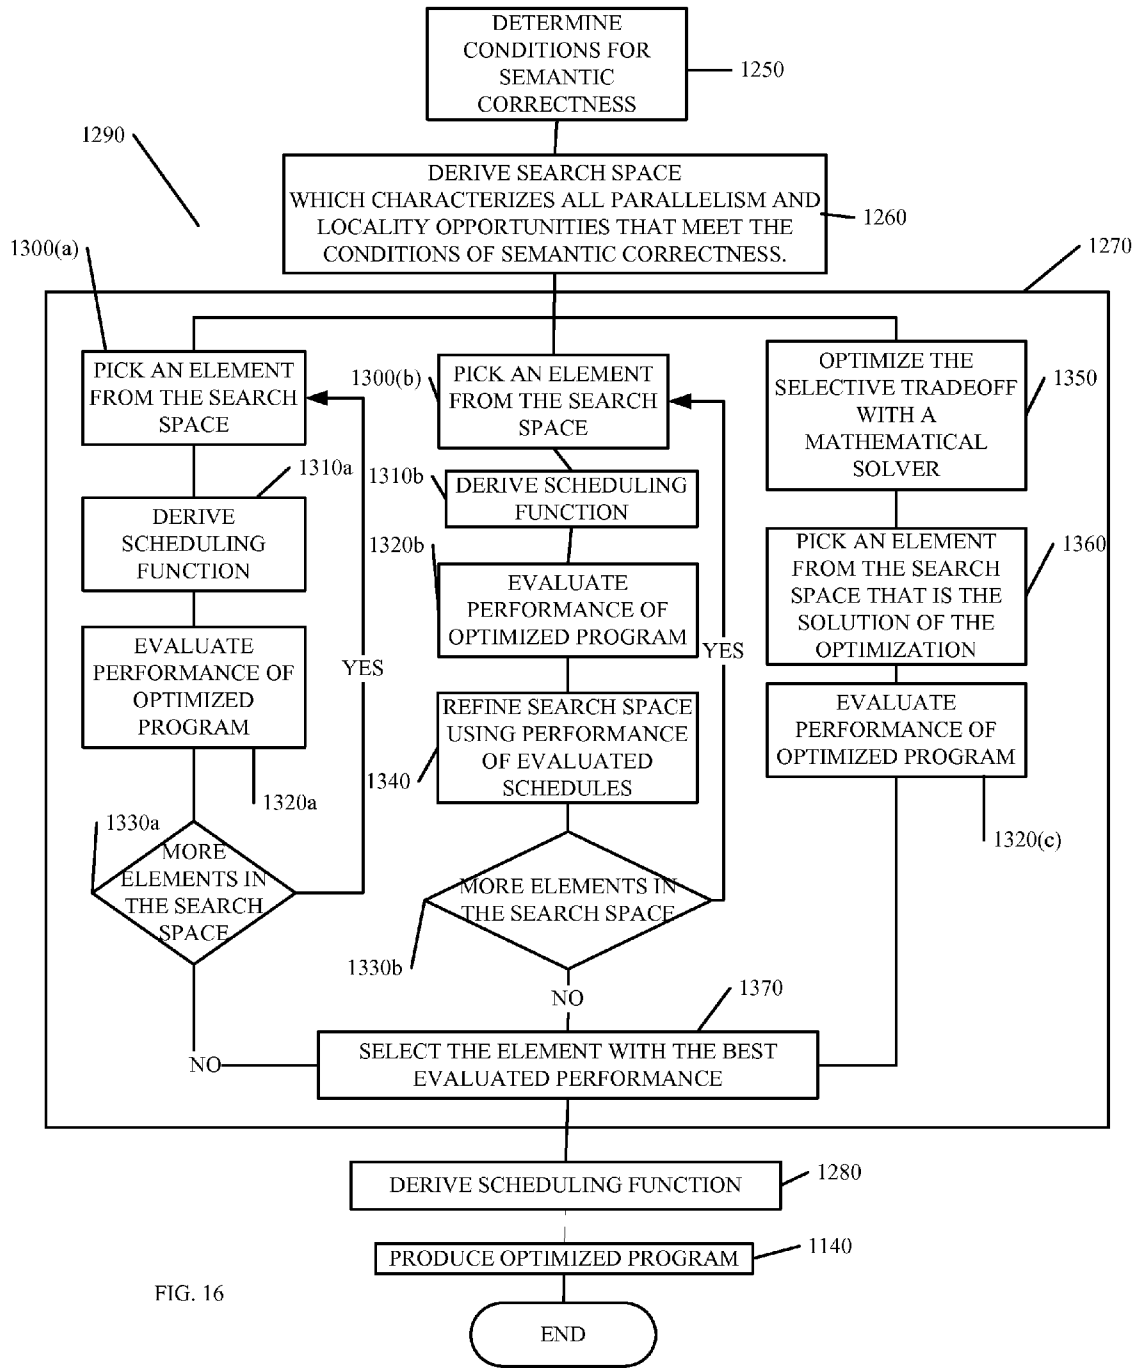 DETERMINE
CONDITIONS FOR
SEMANTIC
CORRECTNESS
1250
1290
DERIVE SEARCH SPACE
WHICH CHARACTERIZES ALL PARALLELISM AND
LOCALITY OPPORTUNITIES THAT MEET THE
CONDITIONS OF SEMANTIC CORRECTNESS.
1260
1300(a)
1270
PICK AN ELEMENT
FROM THE SEARCH
SPACE
1310a
DERIVE
SCHEDULING
FUNCTION
EVALUATE
PERFORMANCE OF
OPTIMIZED
PROGRAM
1320a
YES
1330a
MORE
ELEMENTS IN
THE SEARCH
SPACE
NO
1300(b)
PICK AN ELEMENT
FROM THE SEARCH
SPACE
1310b
DERIVE SCHEDULING
FUNCTION
1320b
EVALUATE
PERFORMANCE OF
OPTIMIZED PROGRAM
YES
REFINE SEARCH SPACE
USING PERFORMANCE
OF EVALUATED
SCHEDULES
1340
MORE ELEMENTS IN
THE SEARCH SPACE
1330b
NO
OPTIMIZE THE
SELECTIVE TRADEOFF
WITH A
MATHEMATICAL
SOLVER
1350
PICK AN ELEMENT
FROM THE SEARCH
SPACE THAT IS THE
SOLUTION OF THE
OPTIMIZATION
1360
EVALUATE
PERFORMANCE OF
OPTIMIZED PROGRAM
1320(c)
1370
SELECT THE ELEMENT WITH THE BEST
EVALUATED PERFORMANCE
DERIVE SCHEDULING FUNCTION
1280
PRODUCE OPTIMIZED PROGRAM
1140
FIG. 16
END